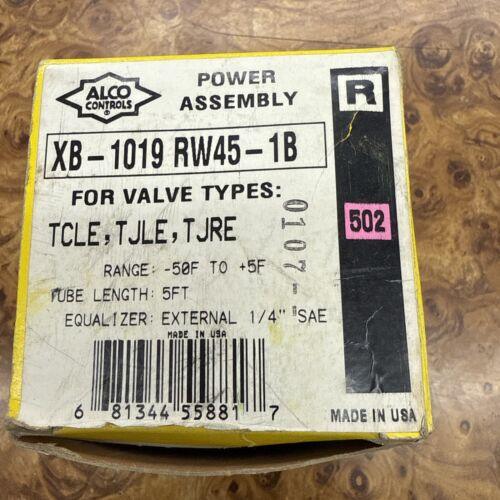 ALCO
CONTROLS
®
POWER
ASSEMBLY
R
XB-1019 RW45-1B
FOR VALVE TYPES:
TCLE,TJLE,TJRE
0107--
502
RANGE: -50F TO +5F
TUBE LENGTH: 5FT
EQUALIZER: EXTERNAL 1/4" SAE
MADE IN USA
6 81344 55881 7
MADE IN USA